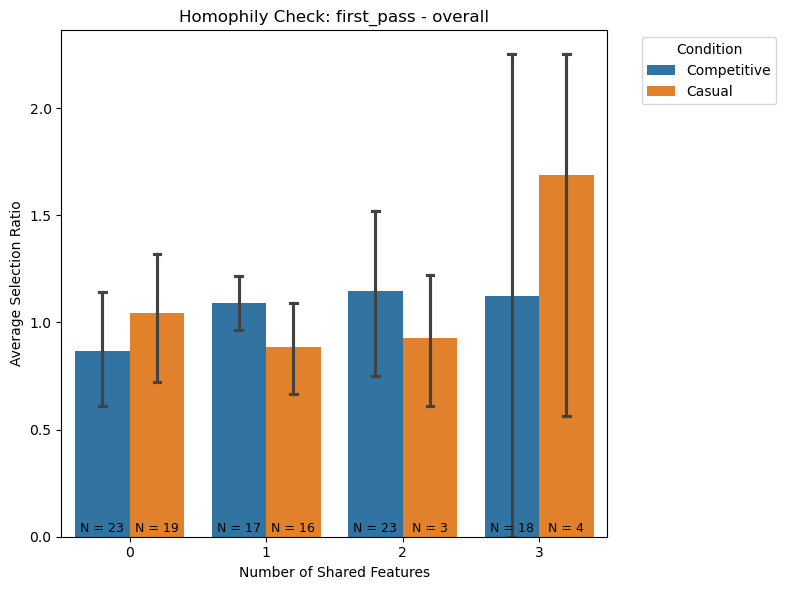 Homophily Check: first_pass - overall
Condition
Competitive
Casual
Average Selection Ratio
2.0
1.5
1.0
0.5
0.0
N = 23 N = 19 N = 17 N = 16 N = 23 N = 3 N = 18 N = 4
0 1 2 3
Number of Shared Features